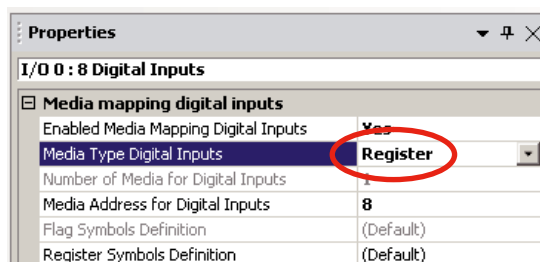 Properties
I/O 0 : 8 Digital Inputs
Media mapping digital inputs
Enabled Media Mapping Digital Inputs Yes
Media Type Digital Inputs Register
Number of Media for Digital Inputs 1
Media Address for Digital Inputs 8
Flag Symbols Definition (Default)
Register Symbols Definition (Default)